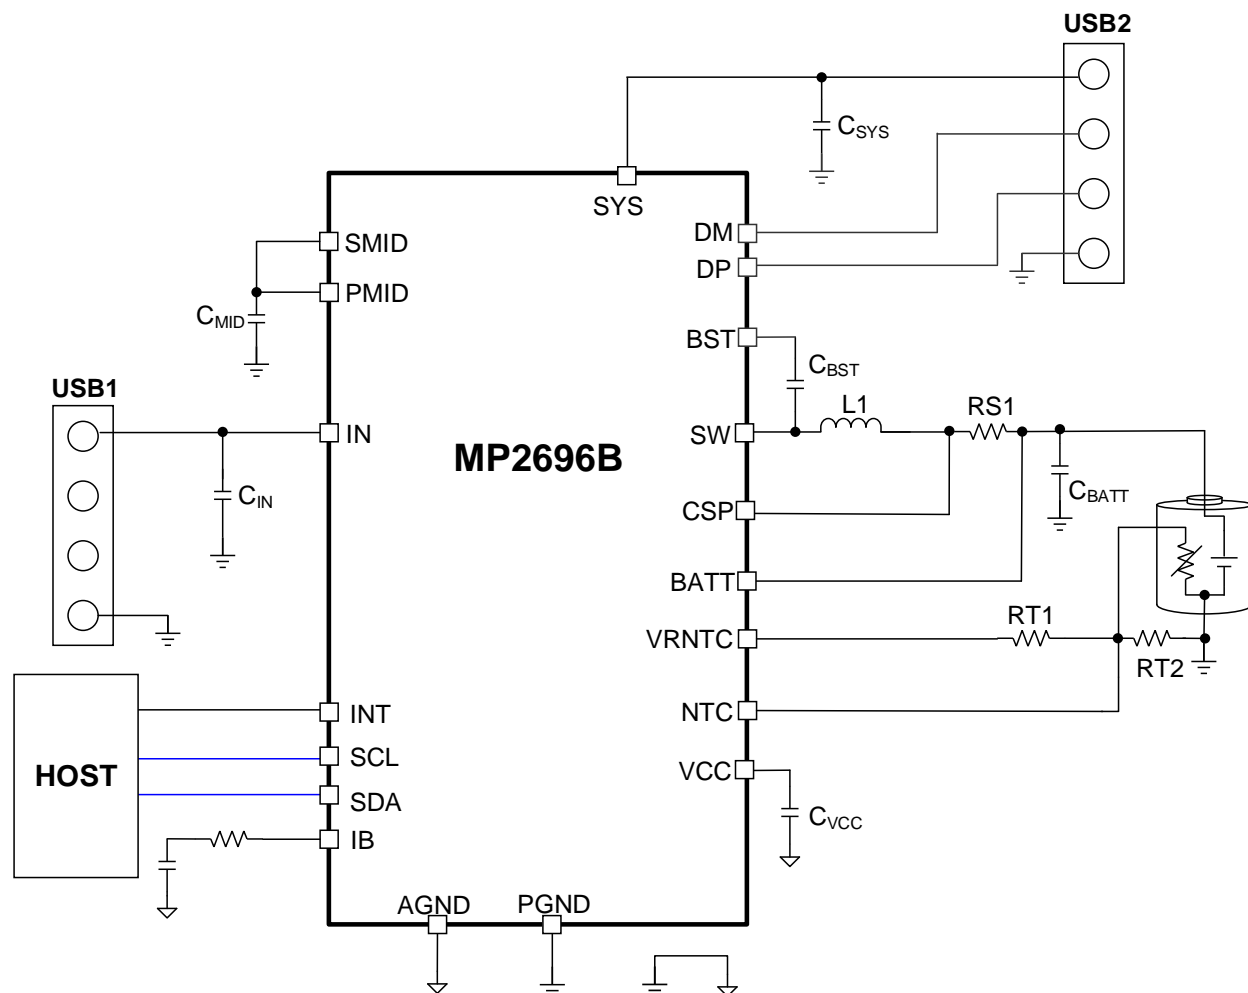 USB2
CSYS
SYS
SMID
DM
DP
PMID
CMID
BST
CBST
USB1
L1
RS1
IN
SW
MP2696B
CIN
CBATT
CSP
BATT
RT1
VRNTC
RT2
INT
NTC
SCL
VCC
HOST
SDA
CVCC
IB
AGND
PGND